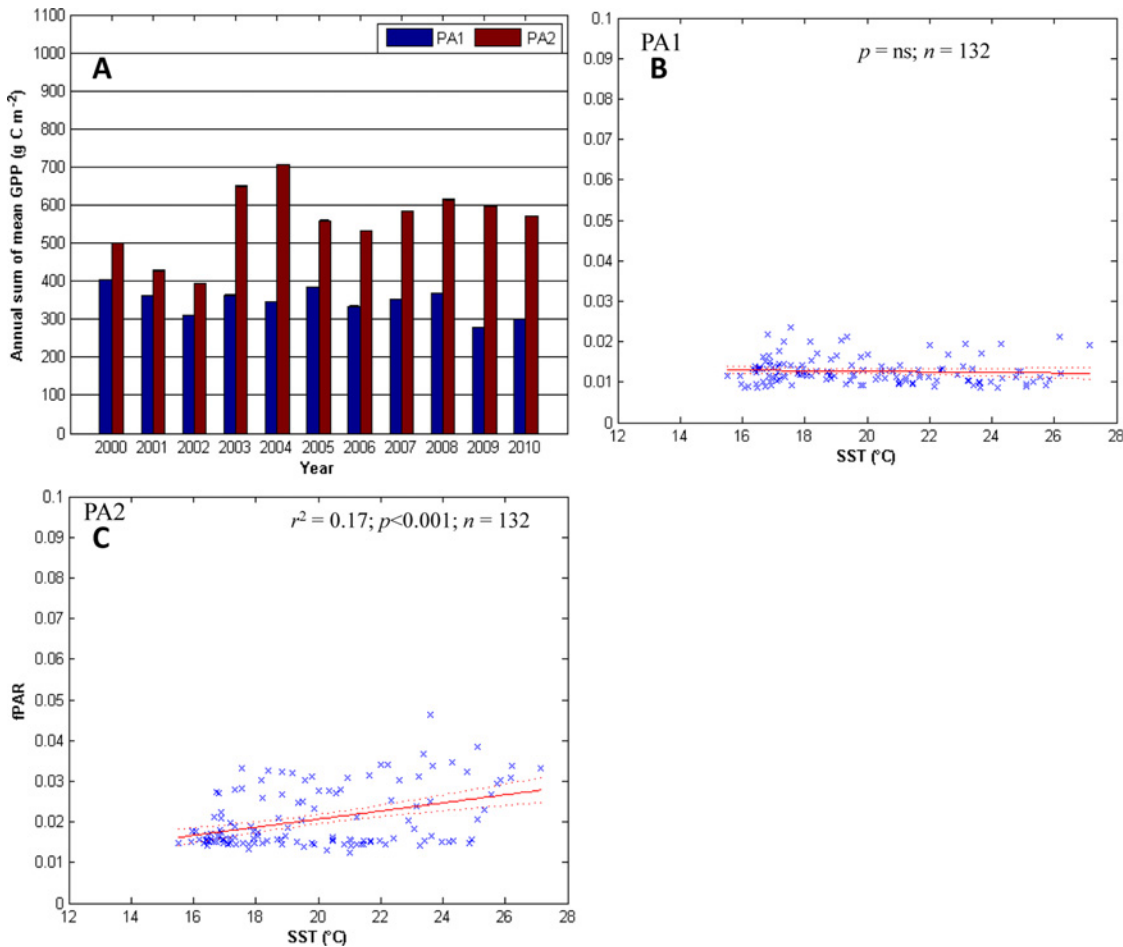 1100
1000
900
800
700
600
500
400
300
200
100
0
Annual sum of mean GPP (g C m⁻²)
A
PA1 PA2
2000 2001 2002 2003 2004 2005 2006 2007 2008 2009 2010
Year
0.1
0.09
0.08
0.07
0.06
0.05
0.04
0.03
0.02
0.01
0
PA1
B
p = ns; n = 132
12 14 16 18 20 22 24 26 28
SST (°C)
0.1
0.09
0.08
0.07
0.06
0.05
0.04
0.03
0.02
0.01
0
fPAR
PA2
C
r² = 0.17; p<0.001; n = 132
12 14 16 18 20 22 24 26 28
SST (°C)